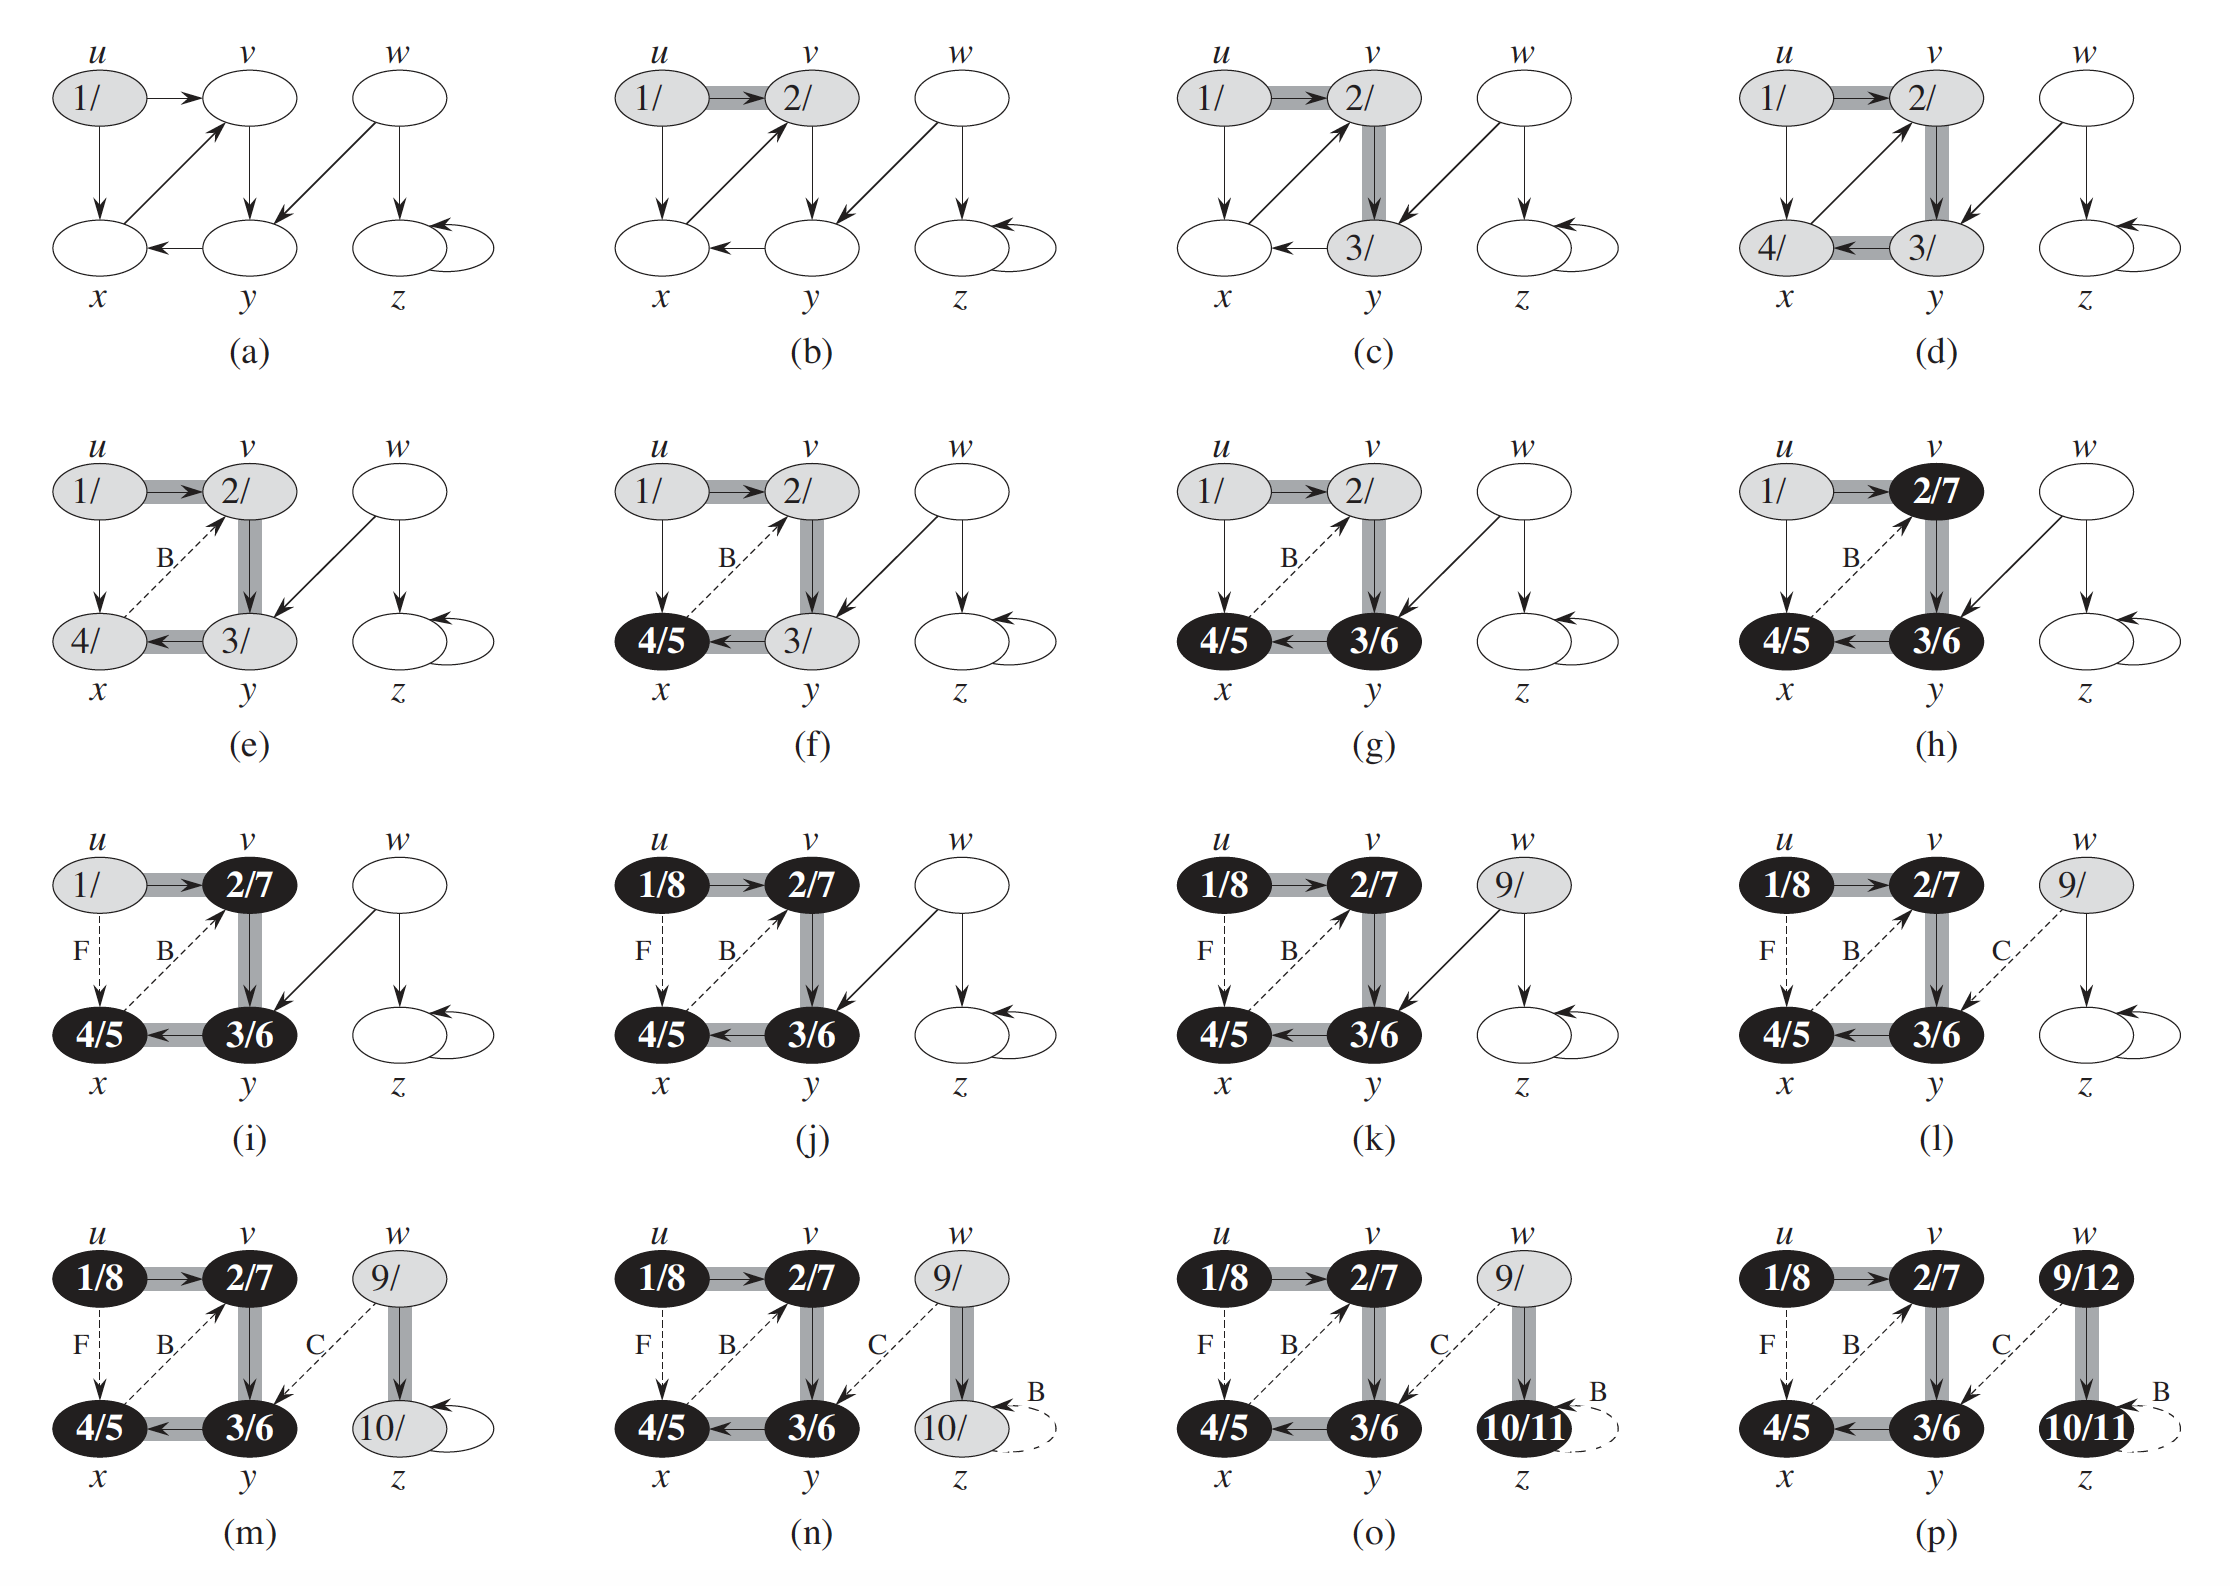 u v w u v w u v w u v w
1/ 1/ 2/ 1/ 2/ 1/ 2/
3/ 4/ 3/
x y z x y z x y z x y z
(a) (b) (c) (d)
u v w u v w u v w u v w
1/ 2/ 1/ 2/ 1/ 2/ 1/ 2/7
B B B B
4/ 3/ 4/5 3/ 4/5 3/6 4/5 3/6
x y z x y z x y z x y z
(e) (f) (g) (h)
u v w u v w u v w u v w
1/ 2/7 1/8 2/7 1/8 2/7 9/ 1/8 2/7 9/
F B F B F B F B C
4/5 3/6 4/5 3/6 4/5 3/6 4/5 3/6
x y z x y z x y z x y z
(i) (j) (k) (l)
u v w u v w u v w u v w
1/8 2/7 9/ 1/8 2/7 9/ 1/8 2/7 9/ 1/8 2/7 9/12
F B C F B C F B C F B C
B B B
4/5 3/6 10/ 4/5 3/6 10/ 4/5 3/6 10/11 4/5 3/6 10/11
x y z x y z x y z x y z
(m) (n) (o) (p)